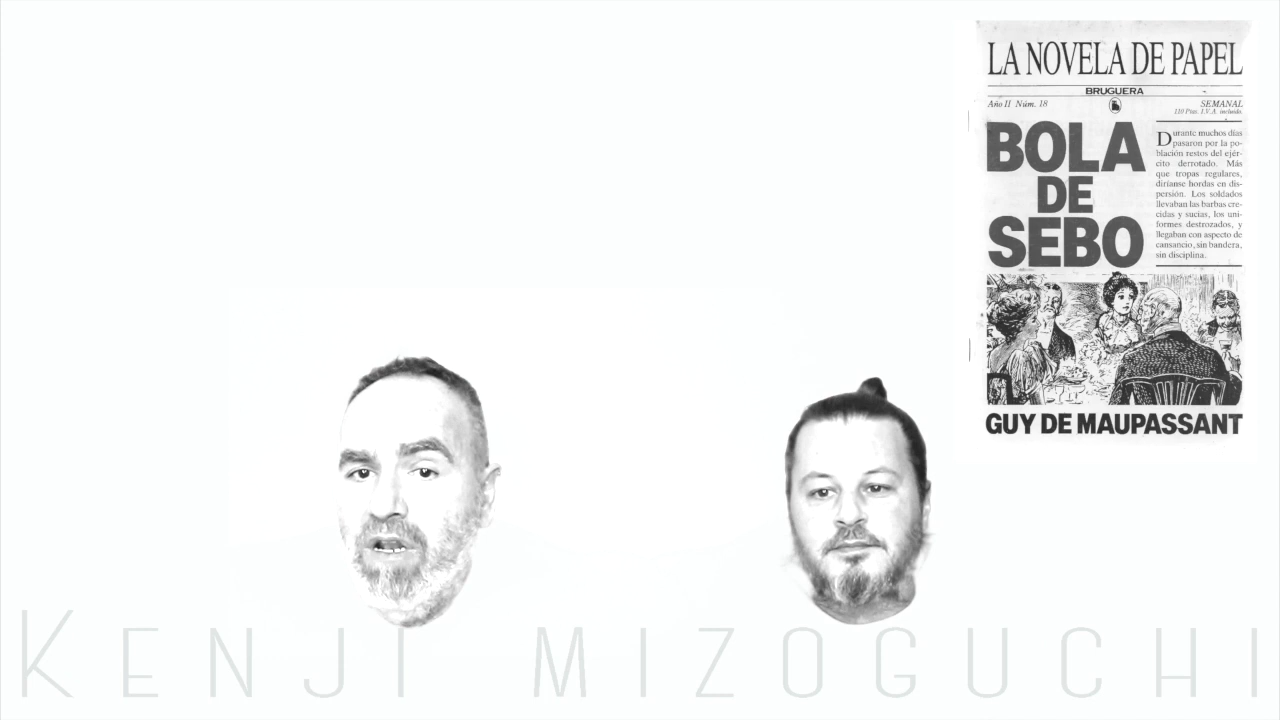 LA NOVELA DE PAPEL
BRUGUERA
Año II Núm. 18
SEMANAL
110 Ptas. I.V.A. incluido.
BOLA
DE
SEBO
Durante muchos días
pasaron por la po-
blación restos del ejér-
cito derrotado. Más
que tropas regulares,
diríanse hordas en dis-
persión. Los soldados
llevaban las barbas cre-
cidas y sucias, los uni-
formes destrozados, y
llegaban con aspecto de
cansancio, sin bandera,
sin disciplina.
GUY DE MAUPASSANT
KENJI MIZOGUCHI